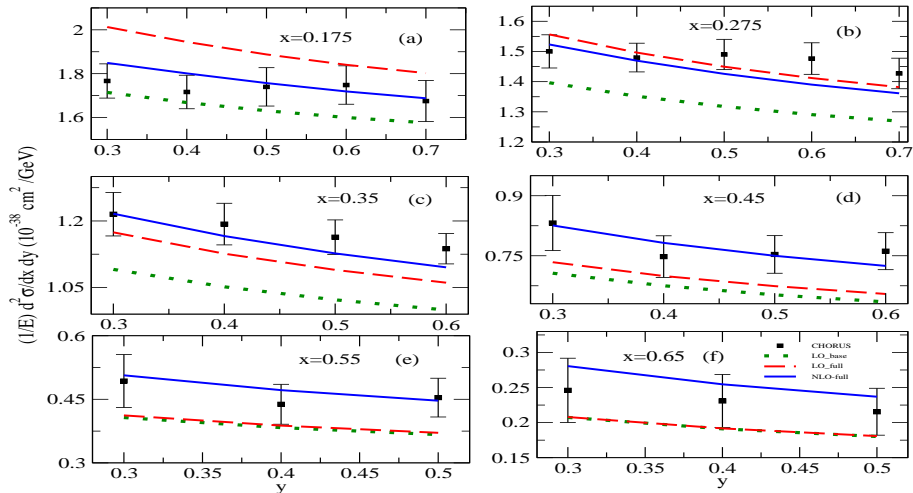 (1/E) d²σ/dx dy (10⁻³⁸ cm² /GeV)
x=0.175 (a)
2
1.8
1.6
0.3 0.4 0.5 0.6 0.7
x=0.275 (b)
1.6
1.5
1.4
1.3
1.2
0.3 0.4 0.5 0.6 0.7
x=0.35 (c)
1.2
1.05
0.3 0.4 0.5 0.6
x=0.45 (d)
0.9
0.75
0.3 0.4 0.5 0.6
x=0.55 (e)
0.6
0.45
0.3
0.3 0.4 0.5
y
x=0.65 (f)
0.3
0.25
0.2
0.15
CHORUS
LO_base
LO_full
NLO-full
0.3 0.35 0.4 0.45 0.5
y